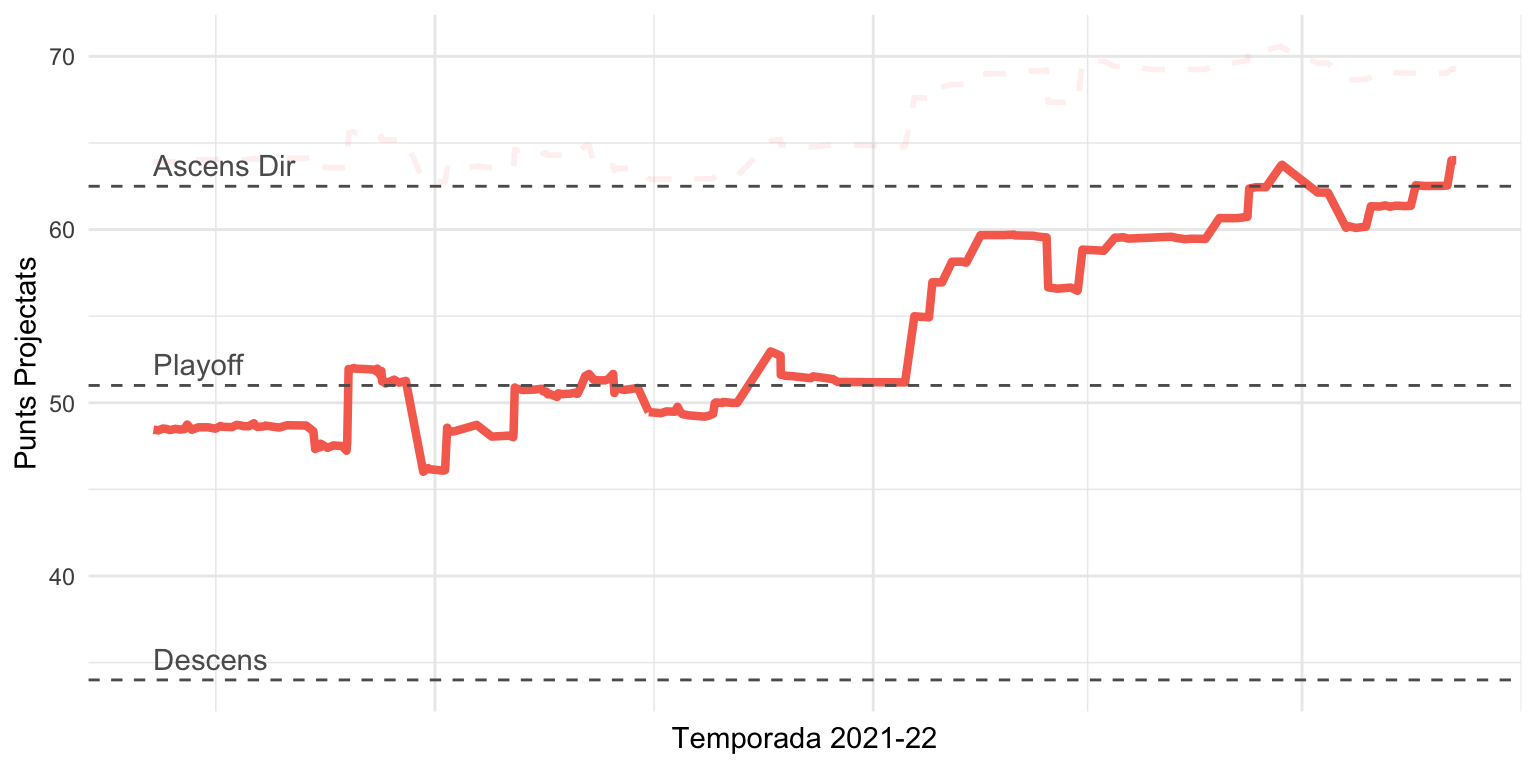 70
Ascens Dir
60
Playoff
50
40
Descens
Punts Projectats
Temporada 2021-22